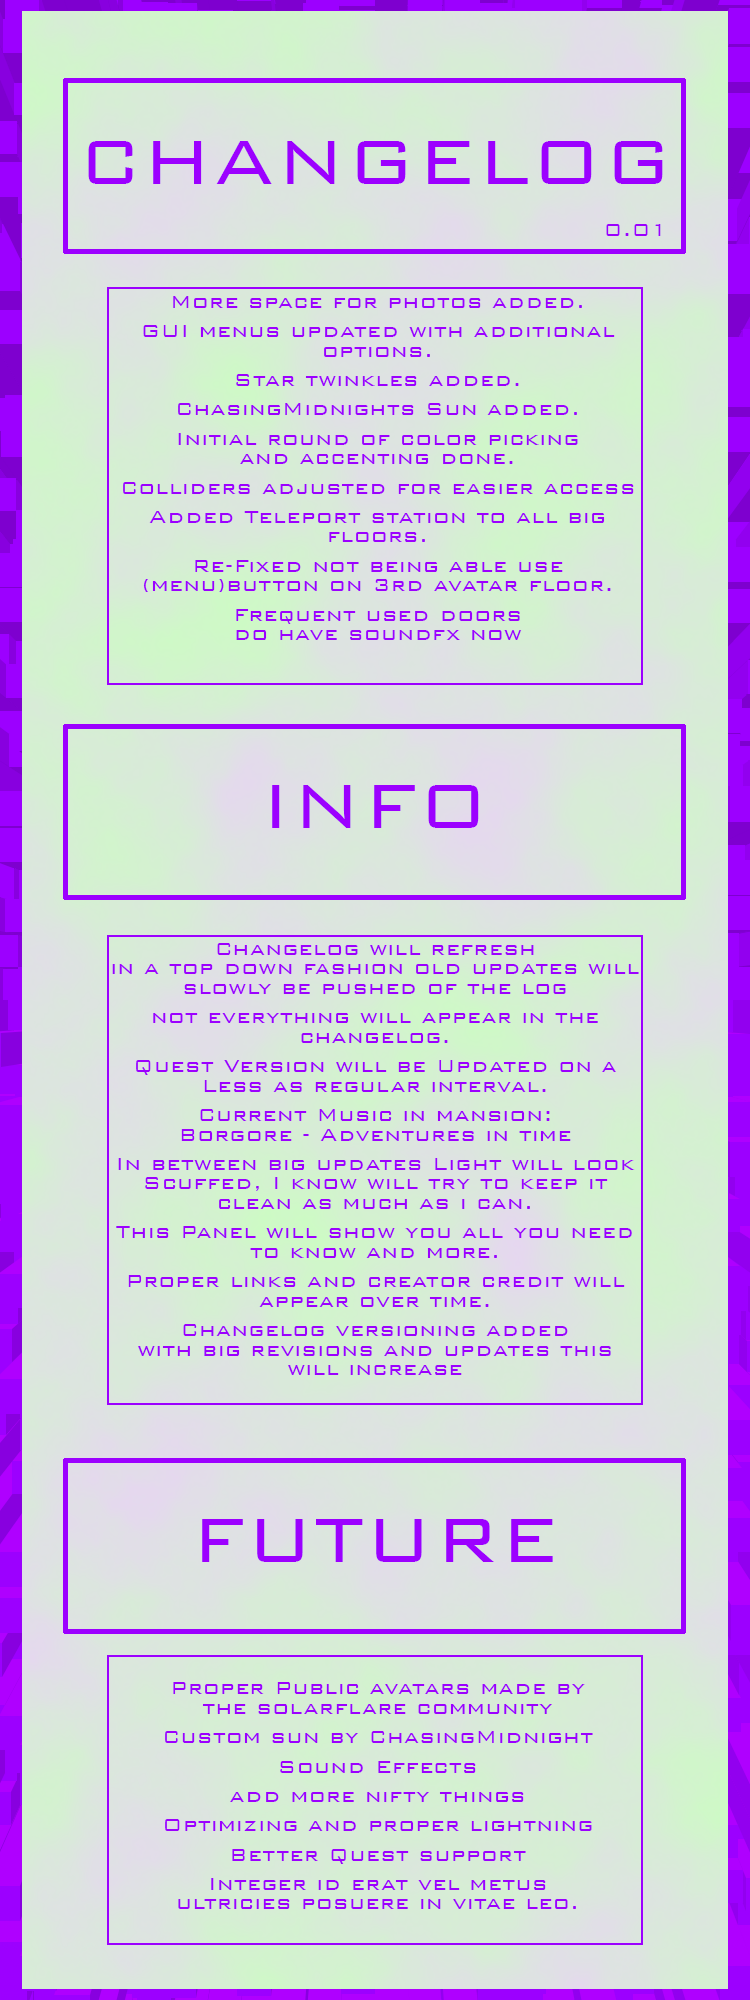 CHANGELOG
0.01
More space for photos added.
GUI menus updated with additional
options.
Star twinkles added.
ChasingMidnights Sun added.
Initial round of color picking
and accenting done.
Colliders adjusted for easier access
Added Teleport station to all big
floors.
Re-Fixed not being able use
(menu)button on 3rd avatar floor.
Frequent used doors
do have soundfx now
INFO
Changelog will refresh
in a top down fashion old updates will
slowly be pushed of the log
not everything will appear in the
changelog.
Quest Version will be Updated on a
Less as regular interval.
Current Music in mansion:
Borgore - Adventures in time
In between big updates Light will look
Scuffed, I know will try to keep it
clean as much as i can.
This Panel will show you all you need
to know and more.
Proper links and creator credit will
appear over time.
Changelog versioning added
with big revisions and updates this
will increase
FUTURE
Proper Public avatars made by
the solarflare community
Custom sun by ChasingMidnight
Sound Effects
add more nifty things
Optimizing and proper lightning
Better Quest support
Integer id erat vel metus
ultricies posuere in vitae leo.